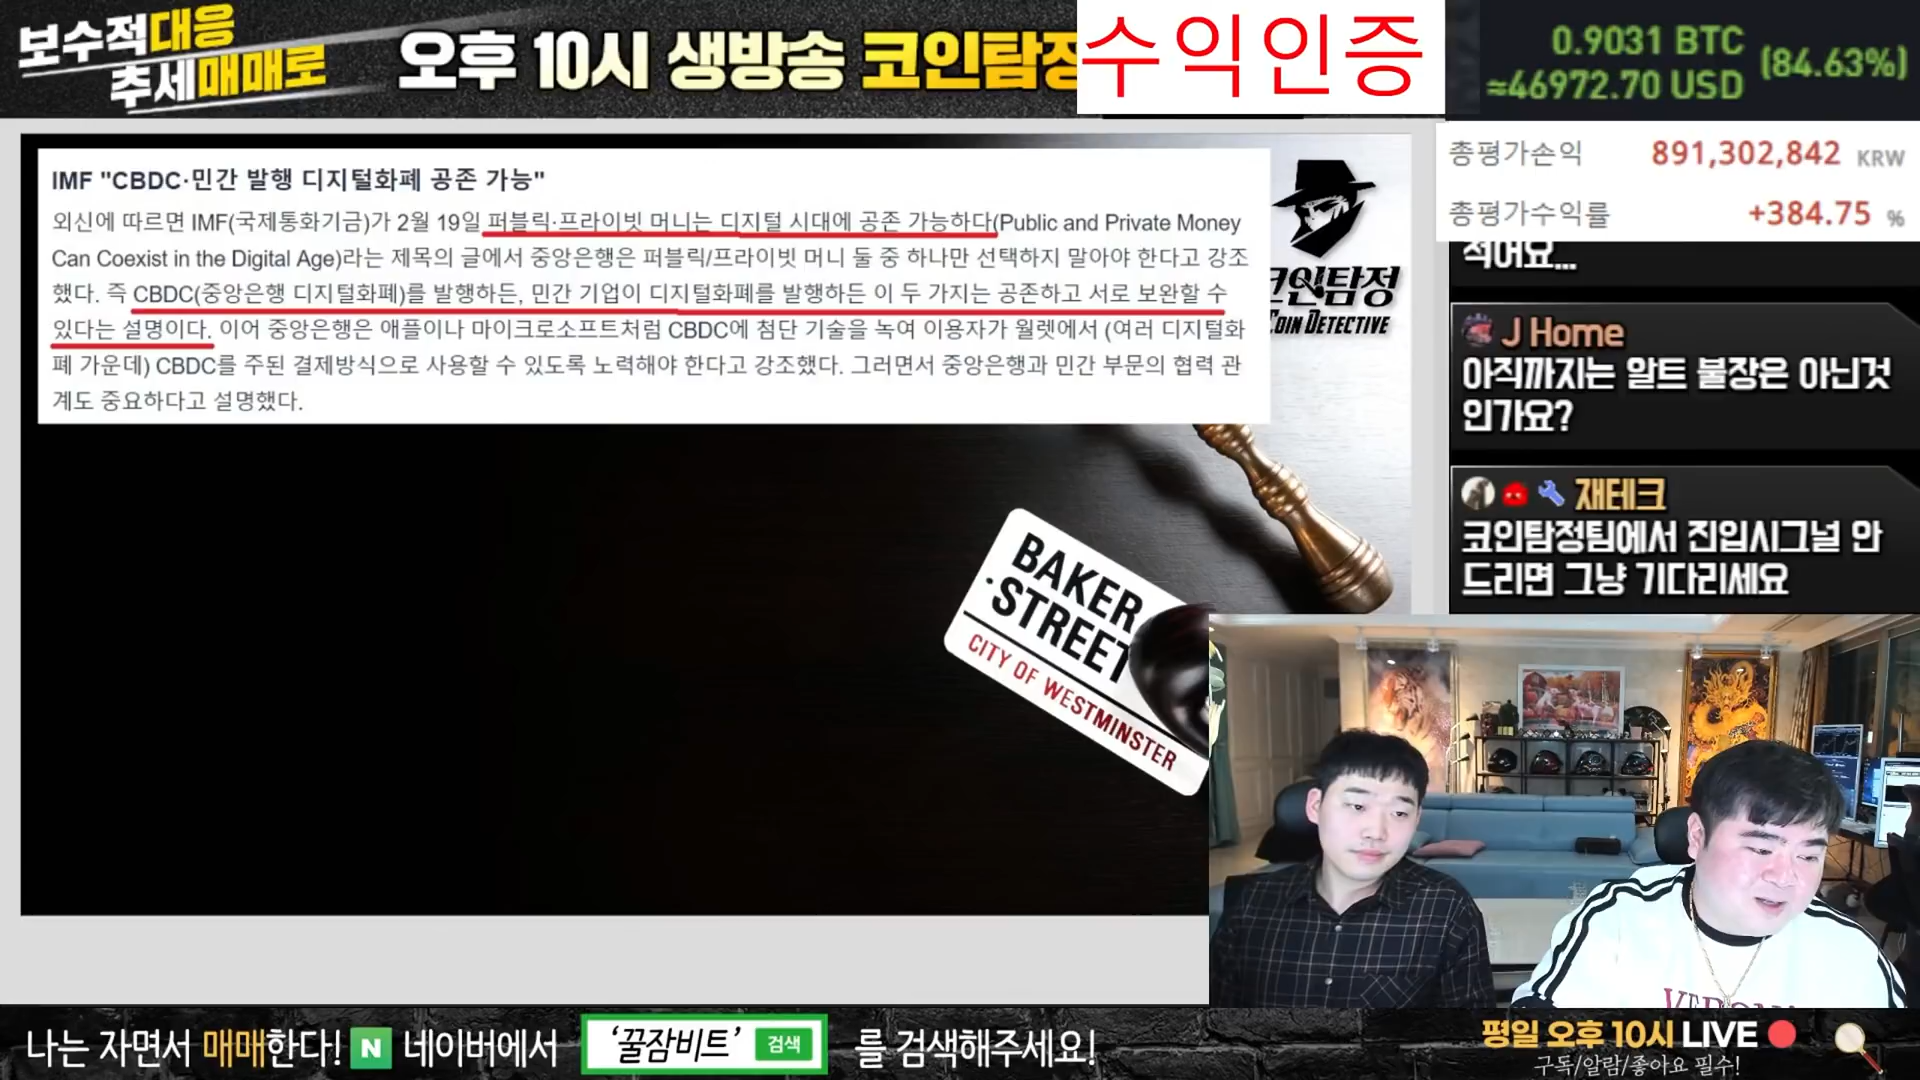 보수적대응
추세매매로
오후 10시 생방송 코인탐정
수익인증
0.9031 BTC
≈46972.70 USD
(84.63%)
총평가손익 891,302,842 KRW
총평가수익률 +384.75 %
IMF "CBDC·민간 발행 디지털화폐 공존 가능"
외신에 따르면 IMF(국제통화기금)가 2월 19일 퍼블릭·프라이빗 머니는 디지털 시대에 공존 가능하다(Public and Private Money
Can Coexist in the Digital Age)라는 제목의 글에서 중앙은행은 퍼블릭/프라이빗 머니 둘 중 하나만 선택하지 말아야 한다고 강조
했다. 즉 CBDC(중앙은행 디지털화폐)를 발행하든, 민간 기업이 디지털화폐를 발행하든 이 두 가지는 공존하고 서로 보완할 수
있다는 설명이다. 이어 중앙은행은 애플이나 마이크로소프트처럼 CBDC에 첨단 기술을 녹여 이용자가 월렛에서 (여러 디지털화
폐 가운데) CBDC를 주된 결제방식으로 사용할 수 있도록 노력해야 한다고 강조했다. 그러면서 중앙은행과 민간 부문의 협력 관
계도 중요하다고 설명했다.
코인탐정
COIN DETECTIVE
BAKER
STREET
CITY OF WESTMINSTER
적어요...
J Home
아직까지는 알트 불장은 아닌것
인가요?
재테크
코인탐정팀에서 진입시그널 안
드리면 그냥 기다리세요
나는 자면서 매매한다! N 네이버에서 '꿀잠비트' 검색 를 검색해주세요!
평일 오후 10시 LIVE
구독/알람/좋아요 필수!